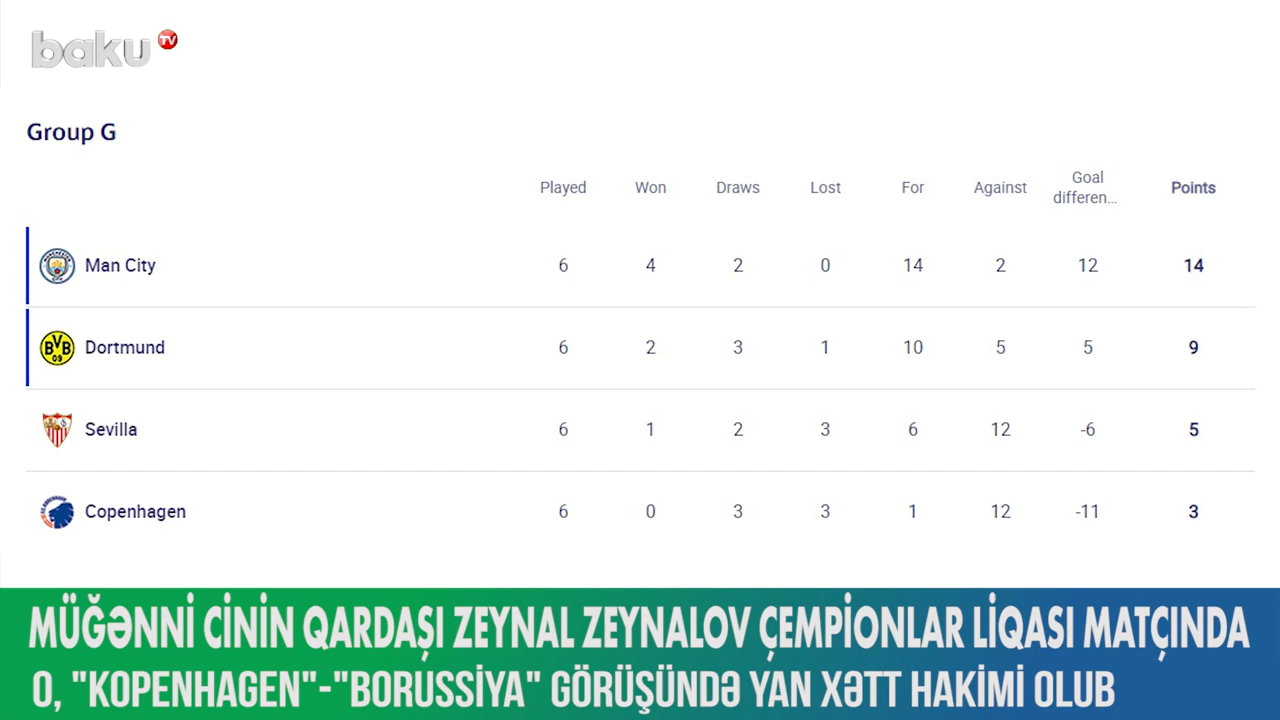 baku TV
Group G
Played Won Draws Lost For Against Goal differen... Points
Man City 6 4 2 0 14 2 12 14
Dortmund 6 2 3 1 10 5 5 9
Sevilla 6 1 2 3 6 12 -6 5
Copenhagen 6 0 3 3 1 12 -11 3
MÜĞƏNNİ CİNİN QARDAŞI ZEYNAL ZEYNALOV ÇEMPİONLAR LİQASI MATÇINDA
O, "KOPENHAGEN"-"BORUSSİYA" GÖRÜŞÜNDƏ YAN XƏTT HAKİMİ OLUB